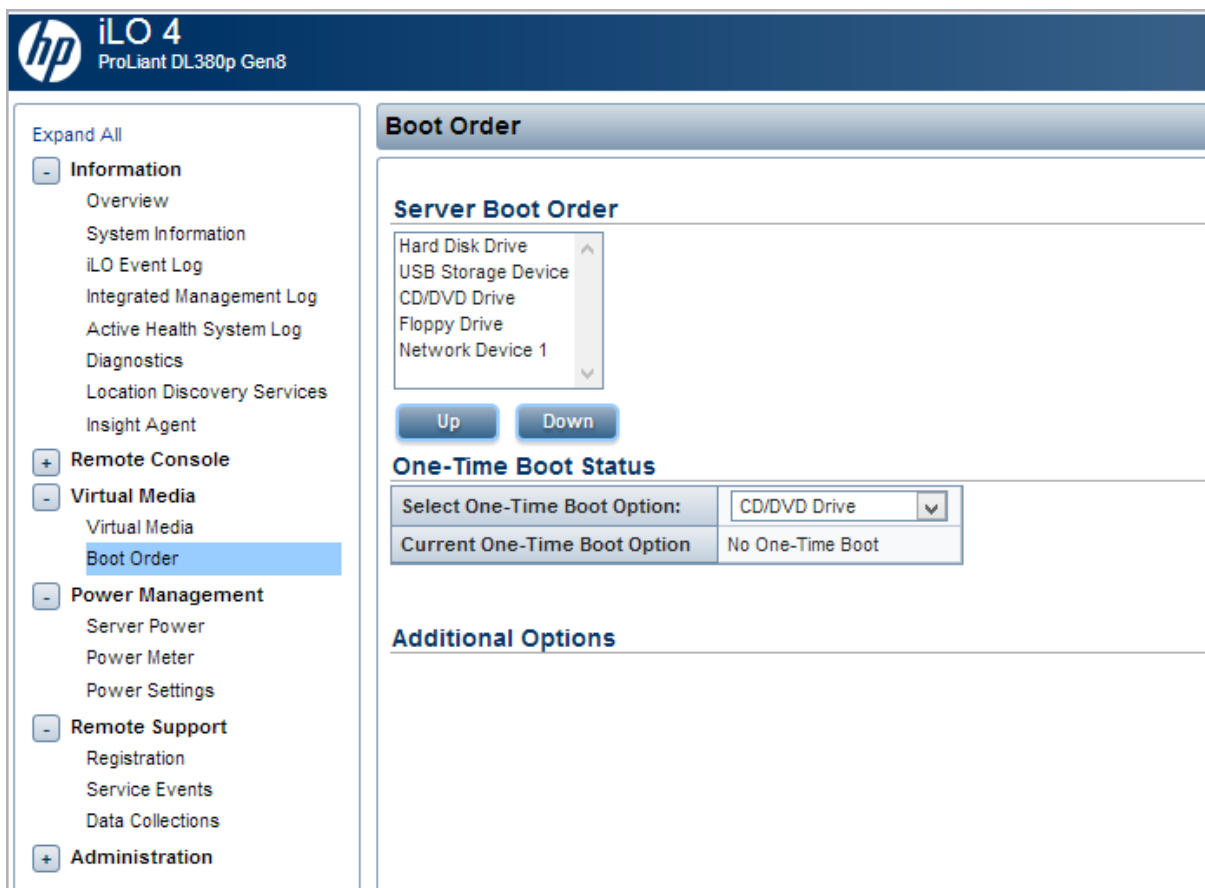 hp
iLO 4
ProLiant DL380p Gen8
Expand All
- Information
Overview
System Information
iLO Event Log
Integrated Management Log
Active Health System Log
Diagnostics
Location Discovery Services
Insight Agent
+ Remote Console
- Virtual Media
Virtual Media
Boot Order
- Power Management
Server Power
Power Meter
Power Settings
- Remote Support
Registration
Service Events
Data Collections
+ Administration
Boot Order
Server Boot Order
Hard Disk Drive
USB Storage Device
CD/DVD Drive
Floppy Drive
Network Device 1
Up Down
One-Time Boot Status
Select One-Time Boot Option: CD/DVD Drive
Current One-Time Boot Option No One-Time Boot
Additional Options